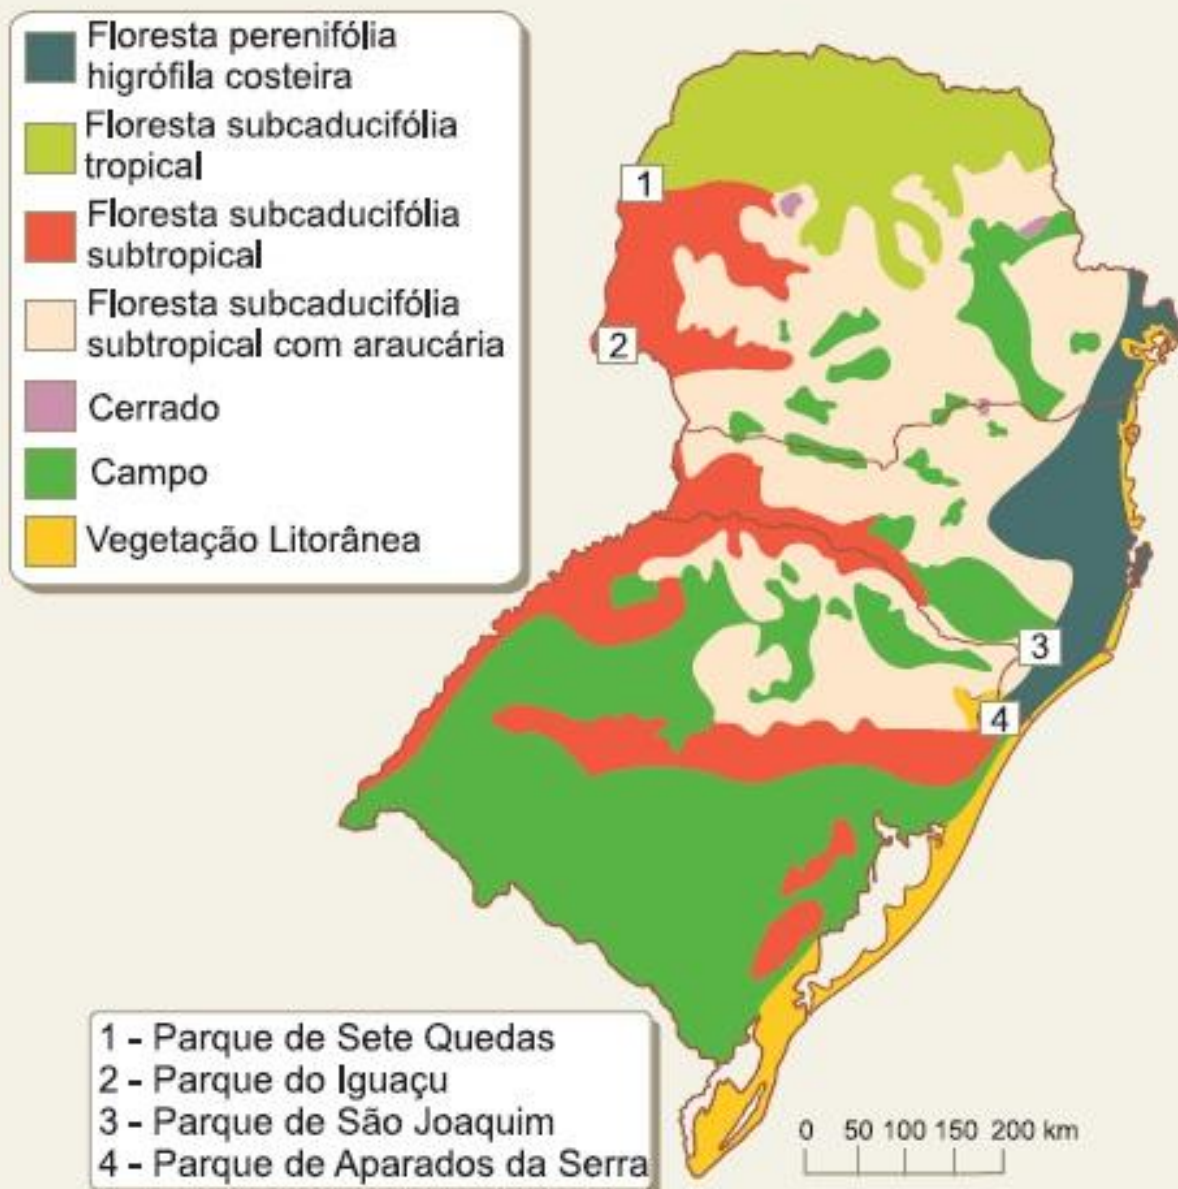 Floresta perenifólia
higrófila costeira
Floresta subcaducifólia
tropical
Floresta subcaducifólia
subtropical
Floresta subcaducifólia
subtropical com araucária
Cerrado
Campo
Vegetação Litorânea
1
2
3
4
1 - Parque de Sete Quedas
2 - Parque do Iguaçu
3 - Parque de São Joaquim
4 - Parque de Aparados da Serra
0 50 100 150 200 km